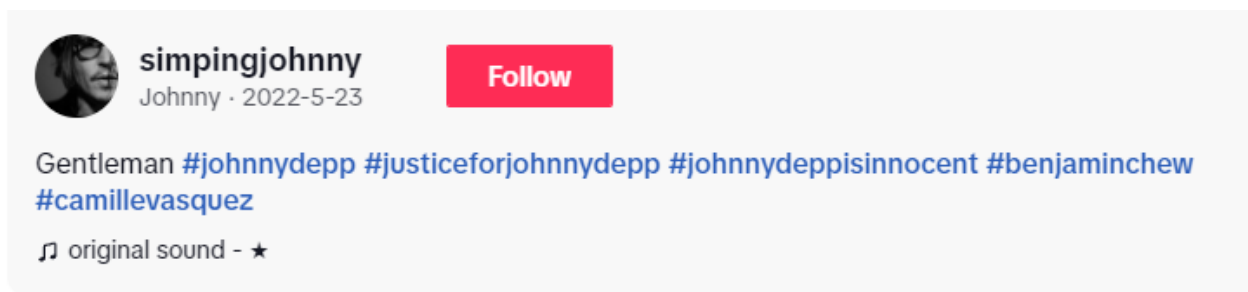 simpingjohnny
Johnny · 2022-5-23
Follow
Gentleman #johnnydepp #justiceforjohnnydepp #johnnydeppisinnocent #benjaminchew
#camillevasquez
♫ original sound - ★